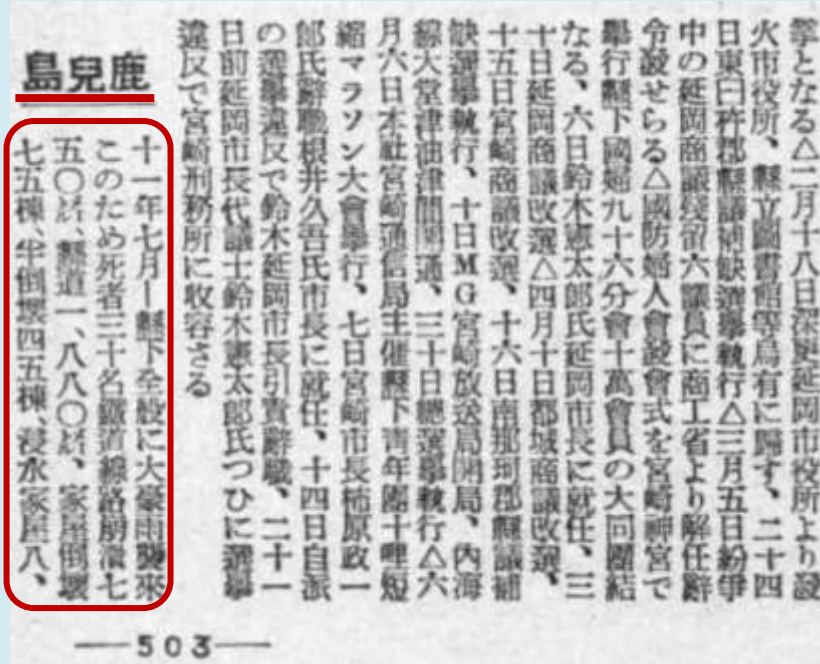 擧となる△二月十八日深更延岡市役所より發
火市役所、縣立圖書館等烏有に歸す、二十四
日東臼杵郡縣議補缺選擧執行△三月五日紛爭
中の延岡商議殘留六議員に商工省より解任辭
令發せらる△國防婦人會發會式を宮崎神宮で
擧行縣下國婦九十六分會十萬會員の大同團結
なる、六日鈴木憲太郎氏延岡市長に就任、三
十日延岡商議改選△四月十日都城商議改選、
十五日宮崎商議改選、十六日南那珂郡縣議補
缺選擧執行、十日MG宮崎放送局開局、內海
線大堂津油津間開通、三十日總選擧執行△六
月六日本社宮崎通信局主催縣下靑年團十哩短
縮マラソン大會擧行、七日宮崎市長柿原政一
郎氏辭職根井久吾氏市長に就任、十四日自派
の選擧違反で鈴木延岡市長引責辭職、二十一
日前延岡市長代議士鈴木憲太郎氏つひに選擧
違反で宮崎刑務所に收容さる
鹿兒島
十一年七月ー縣下全般に大豪雨襲來
このため死者三十名鐵道線路崩潰七
五〇米、縣道一、八八〇米、家屋倒壞
七五棟、半倒壞四五棟、浸水家屋八、
—503—